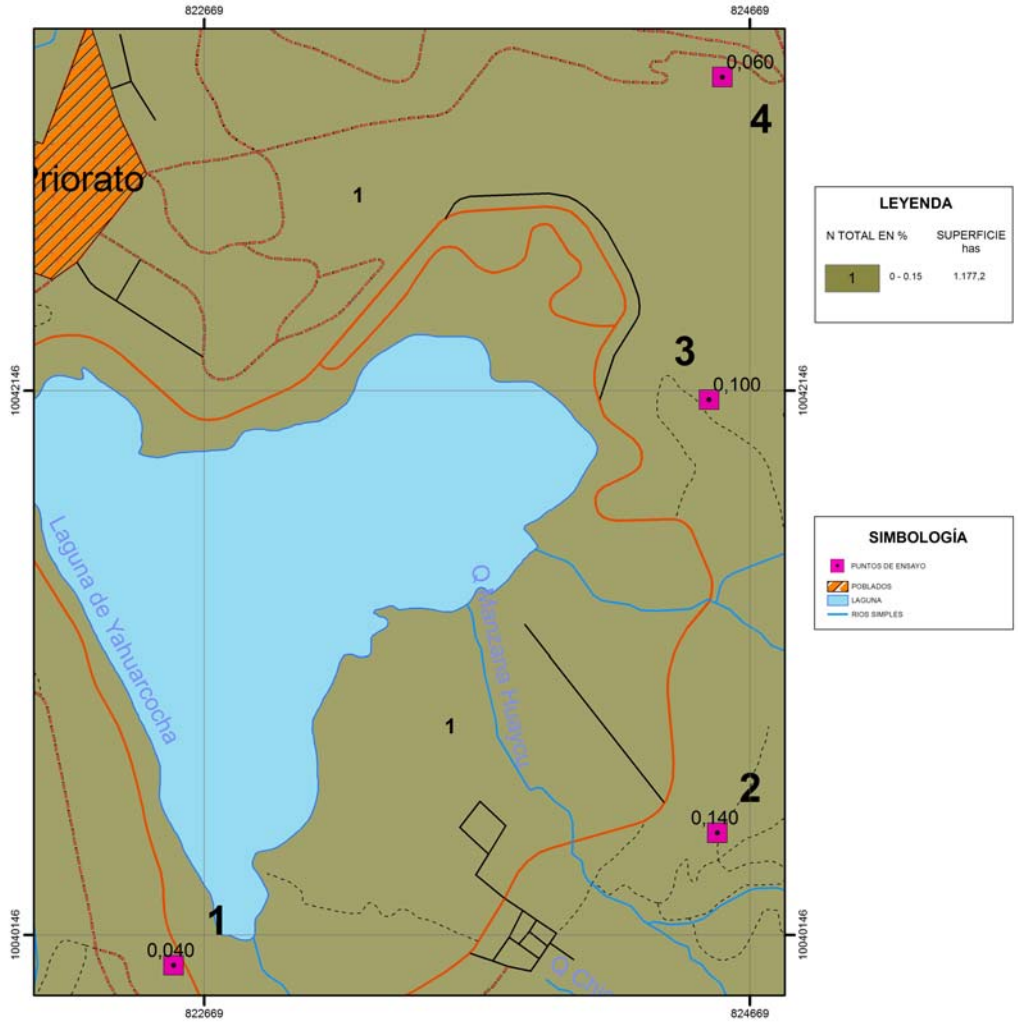 822669
824669
0,060
4
Priorato
1
3
0,100
10042146
10042146
Laguna de Yahuarcocha
Q Manzana Huaycu
1
2
0,140
1
0,040
10040146
10040146
822669
824669
LEYENDA
N TOTAL EN % SUPERFICIE
has
1 0 - 0.15 1.177,2
SIMBOLOGÍA
PUNTOS DE ENSAYO
POBLADOS
LAGUNA
RIOS SIMPLES